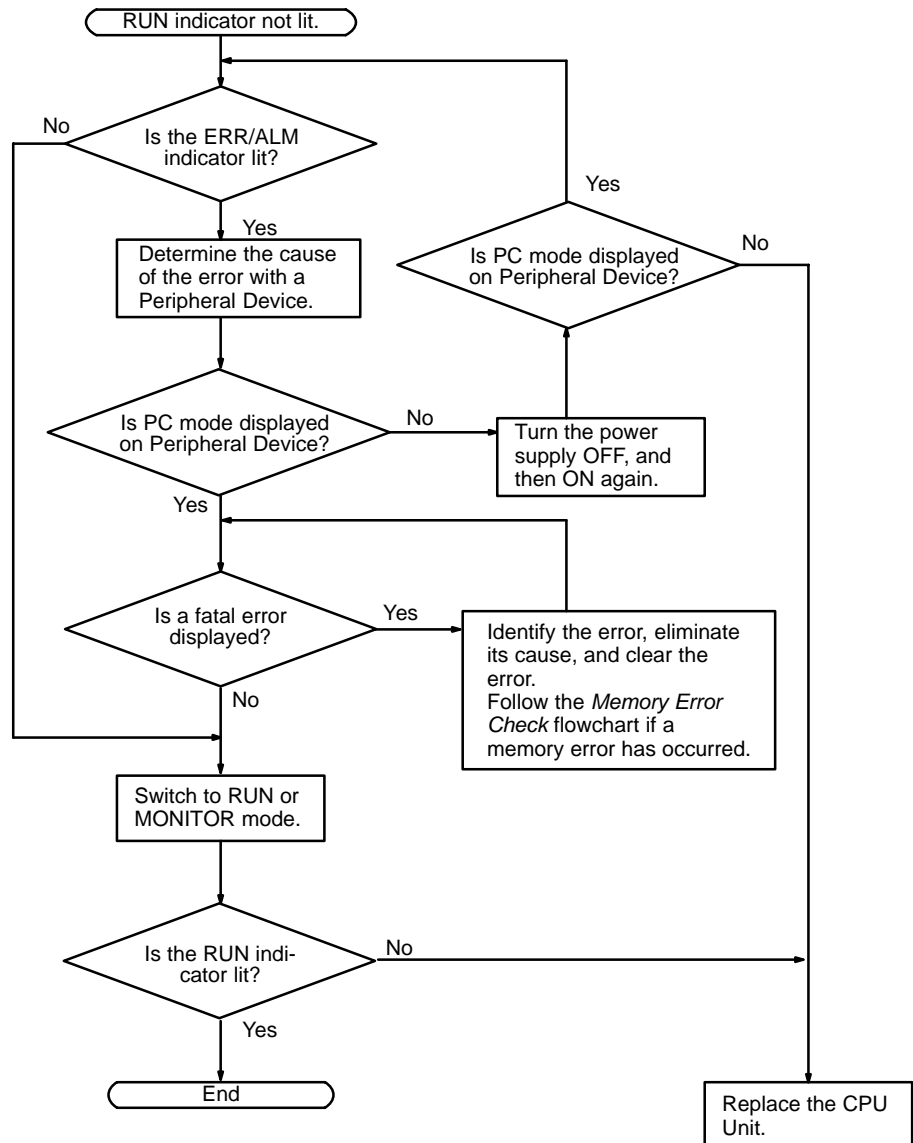 RUN indicator not lit.
No
Is the ERR/ALM
indicator lit?
Yes
Yes
Determine the cause
of the error with a
Peripheral Device.
Is PC mode displayed
on Peripheral Device?
No
Is PC mode displayed
on Peripheral Device?
No
Turn the power
supply OFF, and
then ON again.
Yes
Is a fatal error
displayed?
Yes
Identify the error, eliminate
its cause, and clear the
error.
Follow the Memory Error
Check flowchart if a
memory error has occurred.
No
Switch to RUN or
MONITOR mode.
Is the RUN indi-
cator lit?
No
Yes
End
Replace the CPU
Unit.